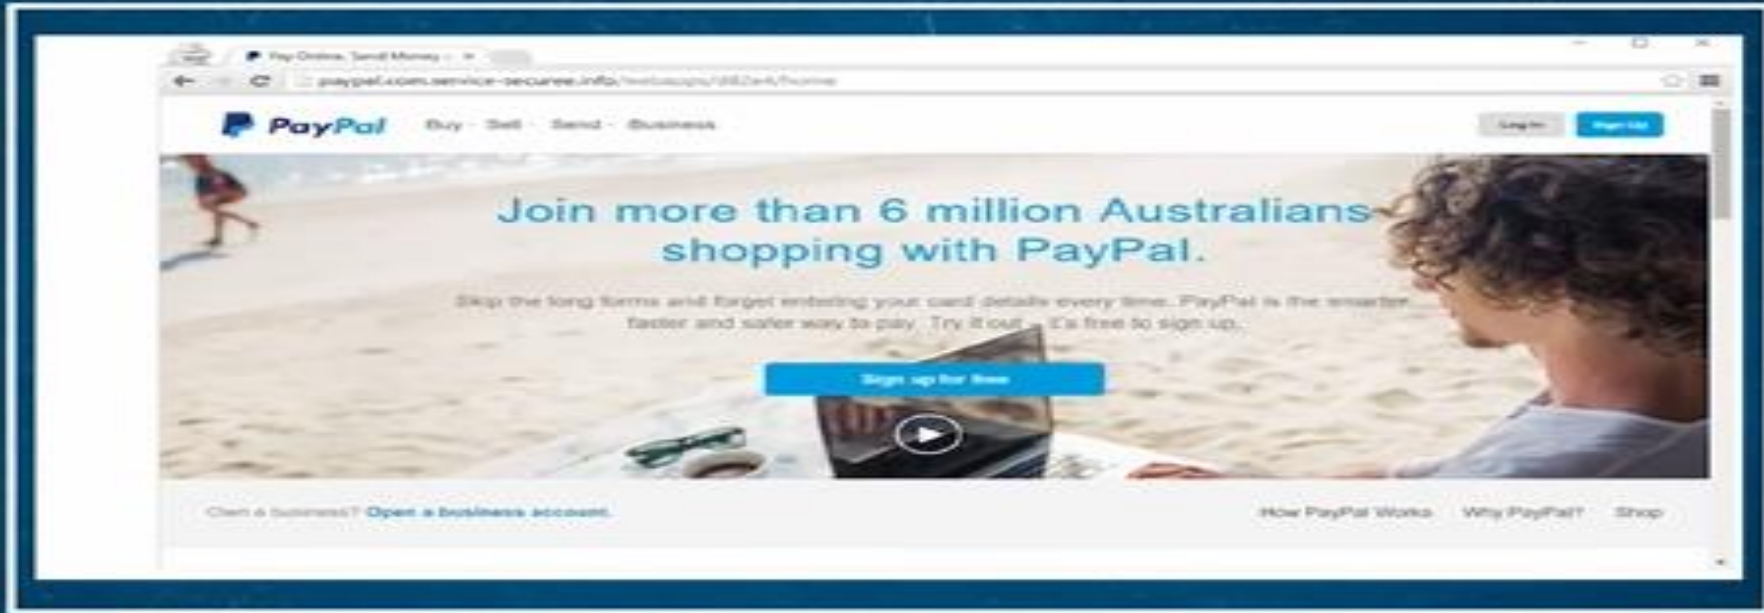 Pay Online, Send Money -
paypal.com.service-securee.info/webapps/
/home
PayPal Buy Sell Send Business
Log In Sign Up
Join more than 6 million Australians
shopping with PayPal.
Skip the long forms and forget entering your card details every time. PayPal is the smarter,
faster and safer way to pay. Try it out - it's free to sign up.
Sign up for free
Own a business? Open a business account.
How PayPal Works Why PayPal? Shop